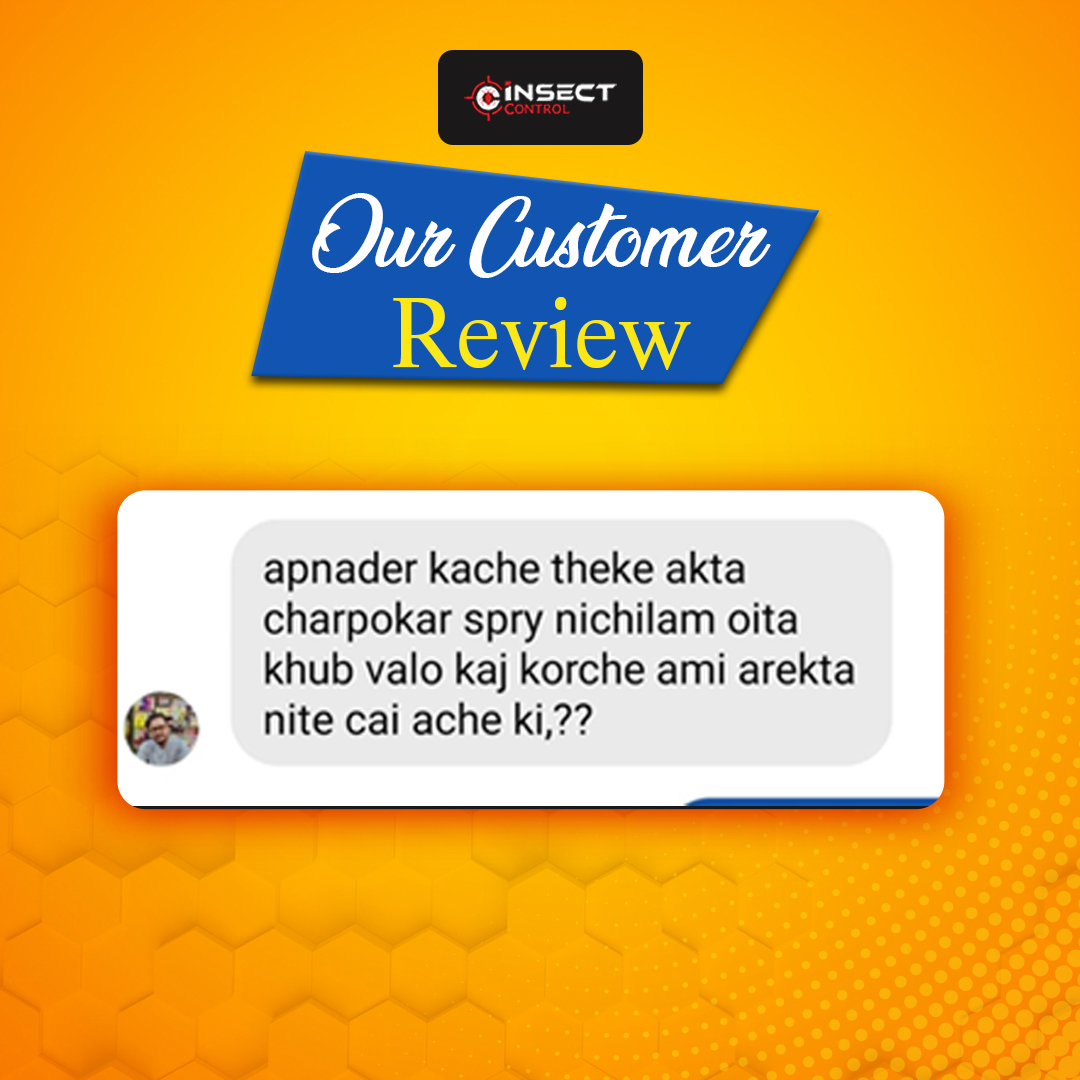 INSECT
CONTROL
Our Customer
Review
apnader kache theke akta
charpokar spry nichilam oita
khub valo kaj korche ami arekta
nite cai ache ki,??